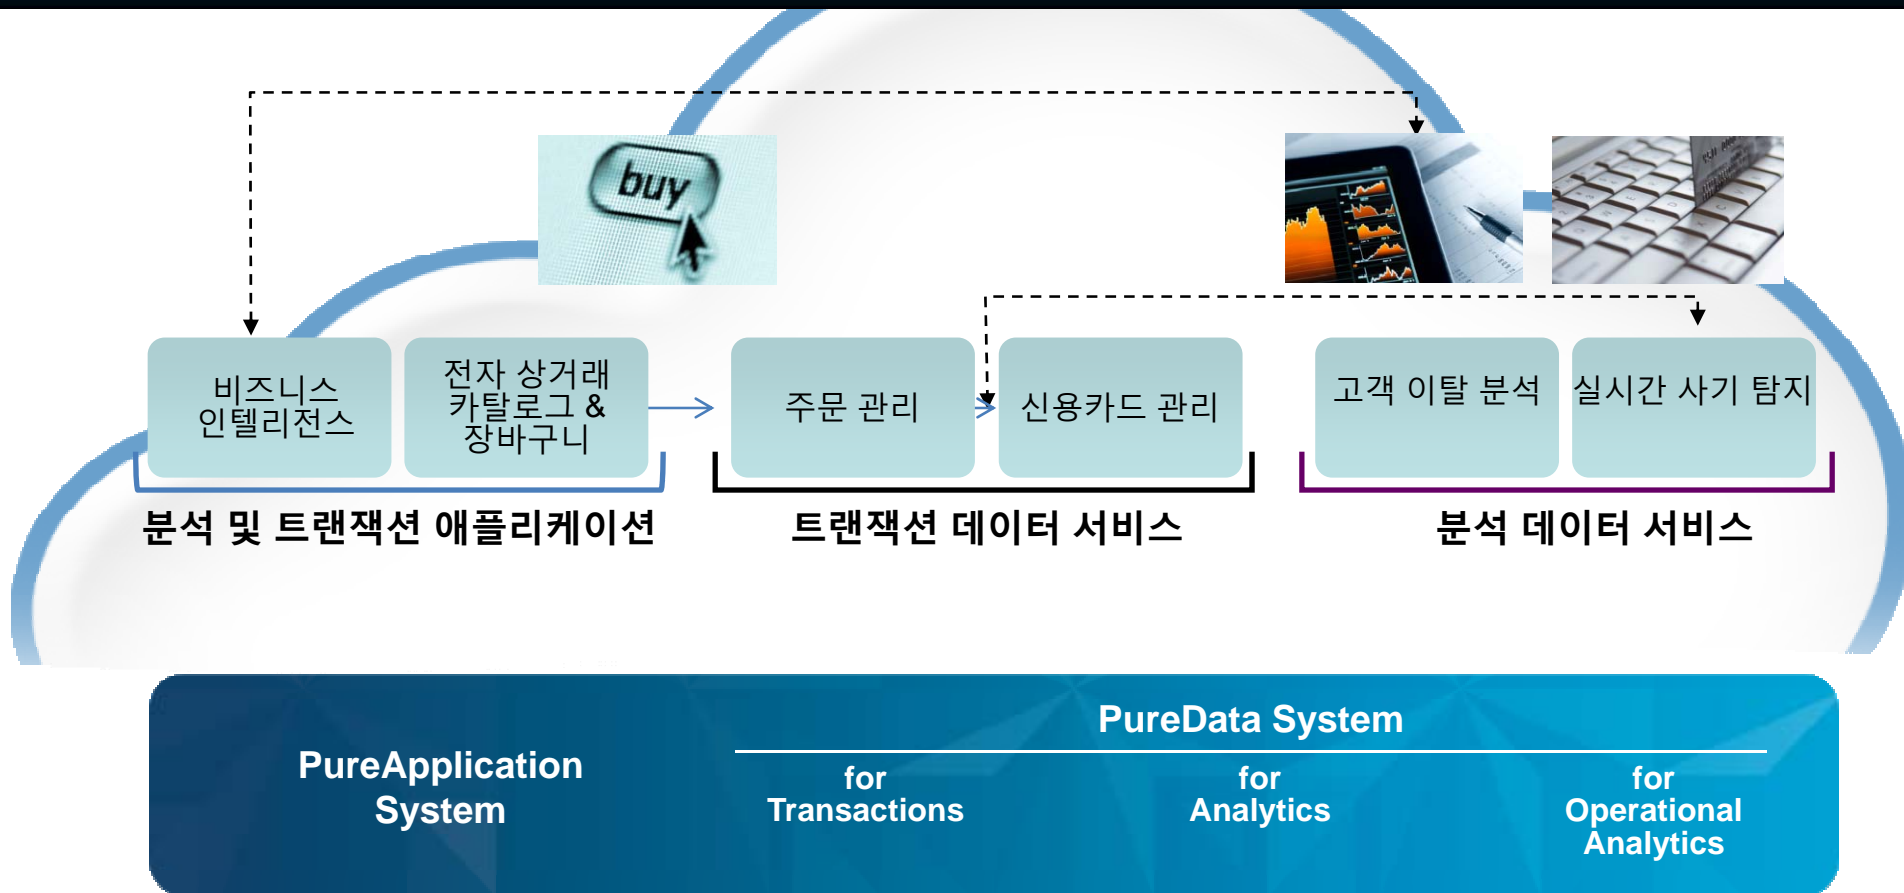 buy
비즈니스
인텔리전스
전자 상거래
카탈로그 &
장바구니
주문 관리
신용카드 관리
고객 이탈 분석
실시간 사기 탐지
분석 및 트랜잭션 애플리케이션
트랜잭션 데이터 서비스
분석 데이터 서비스
PureApplication
System
PureData System
for
Transactions
for
Analytics
for
Operational
Analytics